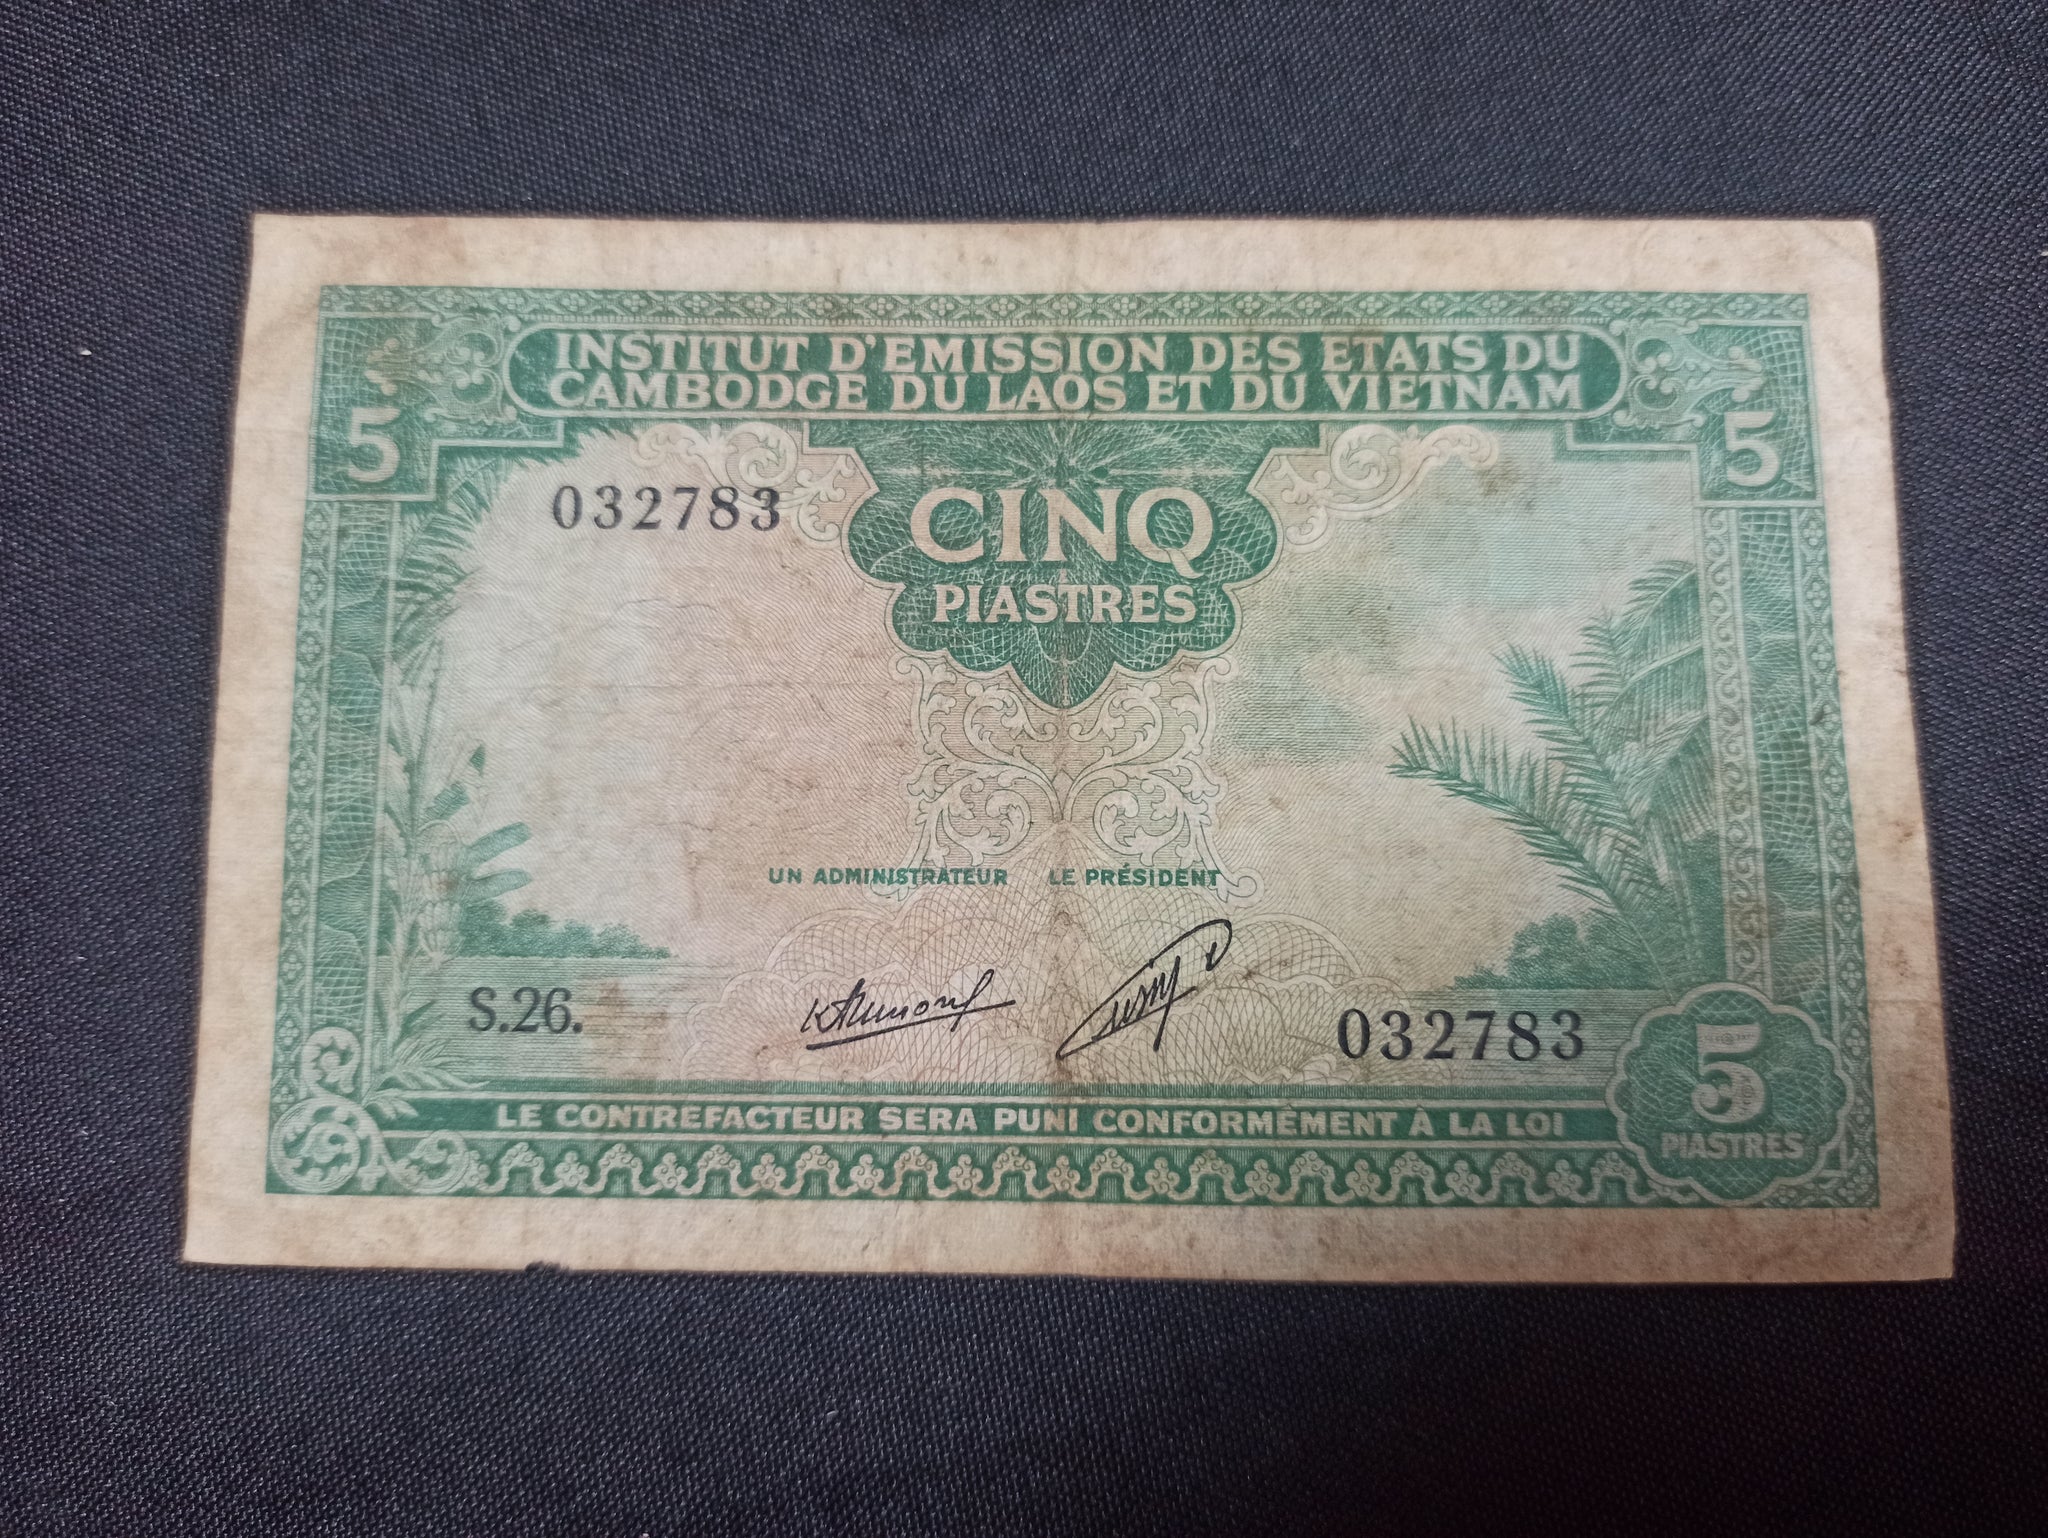 INSTITUT D'EMISSION DES ETATS DU
CAMBODGE DU LAOS ET DU VIETNAM
5
5
032783
CINQ
PIASTRES
UN ADMINISTRATEUR LE PRÉSIDENT
S.26.
032783
5
PIASTRES
LE CONTREFACTEUR SERA PUNI CONFORMÉMENT À LA LOI